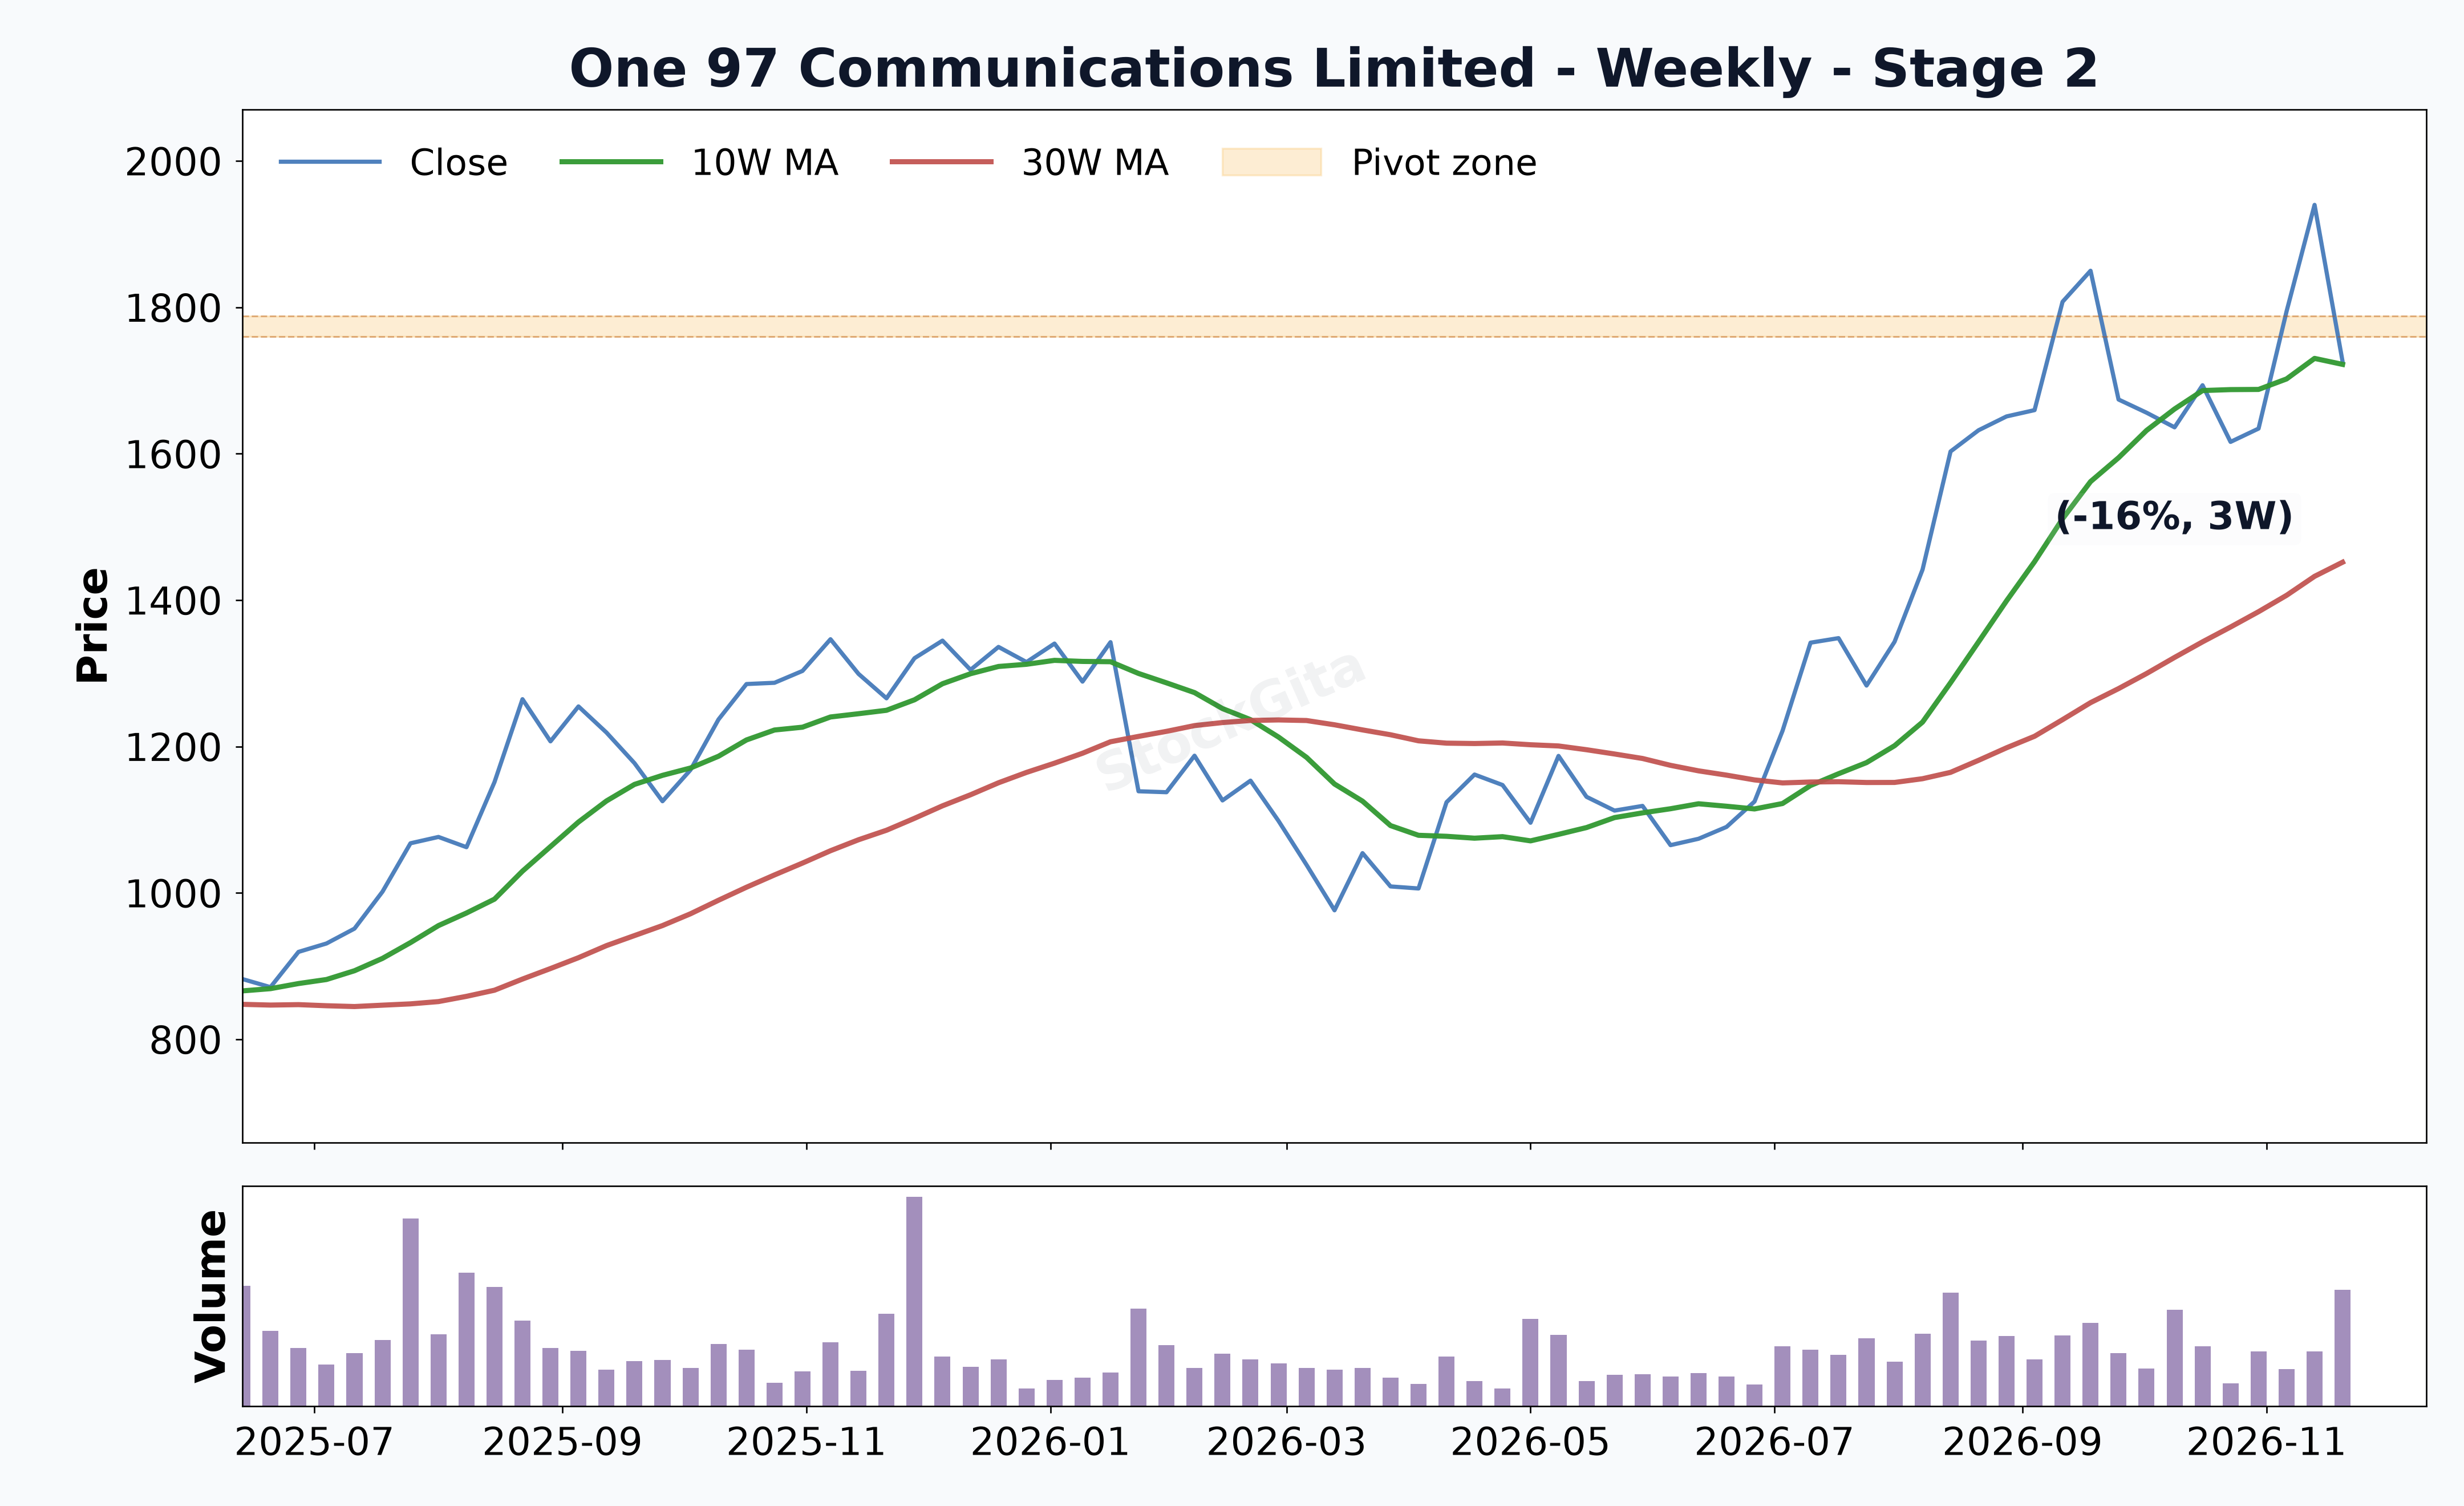 One 97 Communications Limited - Weekly - Stage 2
Close 10W MA 30W MA Pivot zone
Price
2000
1800
1600
1400
1200
1000
800
(-16%, 3W)
StockGita
Volume
2025-07 2025-09 2025-11 2026-01 2026-03 2026-05 2026-07 2026-09 2026-11